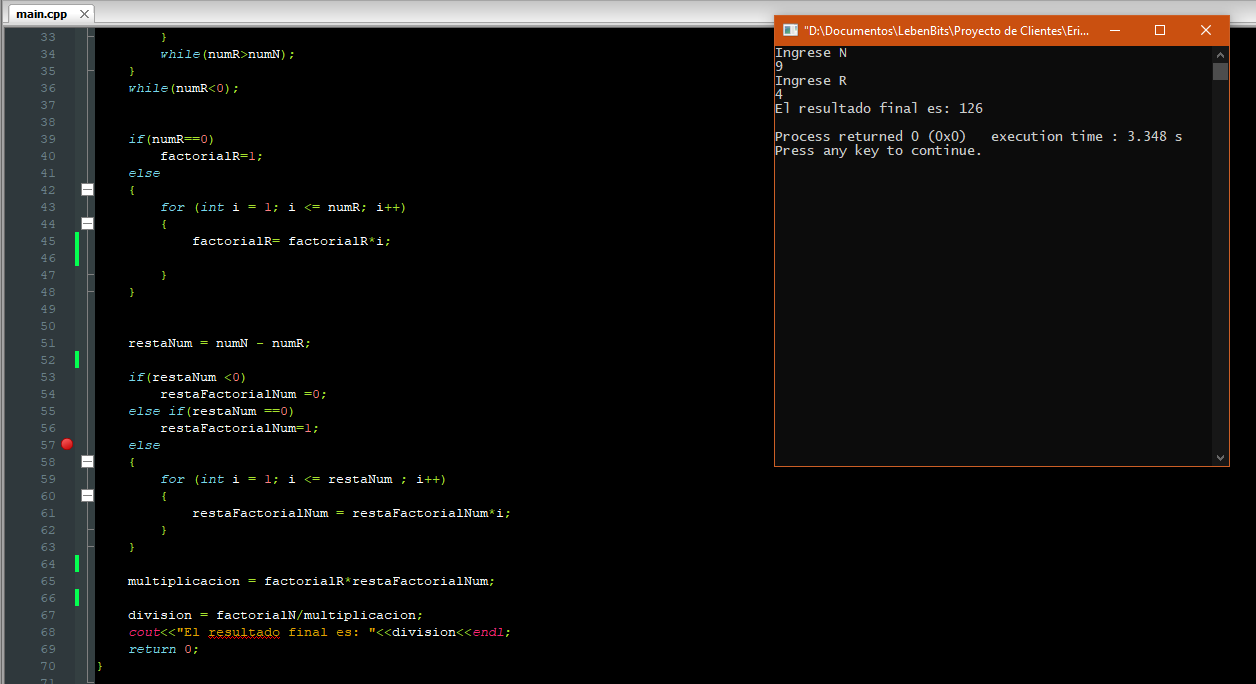 main.cpp
33 }
34 while(numR>numN);
35 }
36 while(numR<0);
37
38
39 if(numR==0)
40 factorialR=1;
41 else
42 {
43 for (int i = 1; i <= numR; i++)
44 {
45 factorialR= factorialR*i;
46
47 }
48 }
49
50
51 restaNum = numN - numR;
52
53 if(restaNum <0)
54 restaFactorialNum =0;
55 else if(restaNum ==0)
56 restaFactorialNum=1;
57 else
58 {
59 for (int i = 1; i <= restaNum ; i++)
60 {
61 restaFactorialNum = restaFactorialNum*i;
62 }
63 }
64
65 multiplicacion = factorialR*restaFactorialNum;
66
67 division = factorialN/multiplicacion;
68 cout<<"El resultado final es: "<<division<<endl;
69 return 0;
70 }
71
"D:\Documentos\LebenBits\Proyecto de Clientes\Eri...
Ingrese N
9
Ingrese R
4
El resultado final es: 126
Process returned 0 (0x0) execution time : 3.348 s
Press any key to continue.